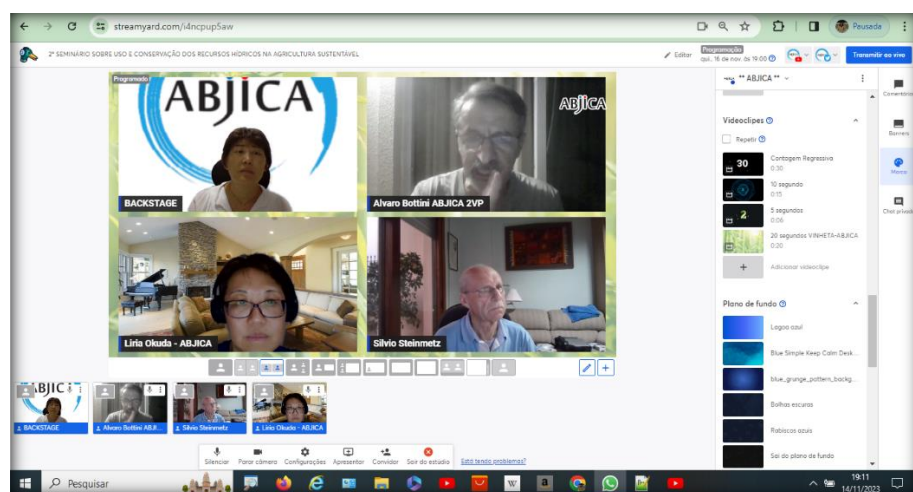 streamyard.com/i4ncpup5aw
Pausada
2º SEMINÁRIO SOBRE USO E CONSERVAÇÃO DOS RECURSOS HÍDRICOS NA AGRICULTURA SUSTENTÁVEL
Editar
Programação
qui., 16 de nov. às 19:00
Transmitir ao vivo
Programado
ABJICA
BACKSTAGE
ABJICA
Alvaro Bottini ABJICA 2VP
Liria Okuda - ABJICA
Silvio Steinmetz
** ABJICA **
Videoclipes
Repetir
30
Contagem Regressiva
0:30
10 segundo
0:15
2
5 segundos
0:06
20 segundos VINHETA-ABJICA
0:20
Adicionar videoclipe
Plano de fundo
Lagoa azul
Blue Simple Keep Calm Desk...
blue_grunge_pattern_backg...
Bolhas escuras
Rabiscos azuis
Sai do plano de fundo
Comentários
Banners
Marca
Chat privado
BACKSTAGE
Alvaro Bottini ABJI...
Silvio Steinmetz
Liria Okuda - ABJICA
Silenciar
Parar câmera
Configurações
Apresentar
Convidar
Sair do estúdio
Está tendo problemas?
Pesquisar
19:11
14/11/2023